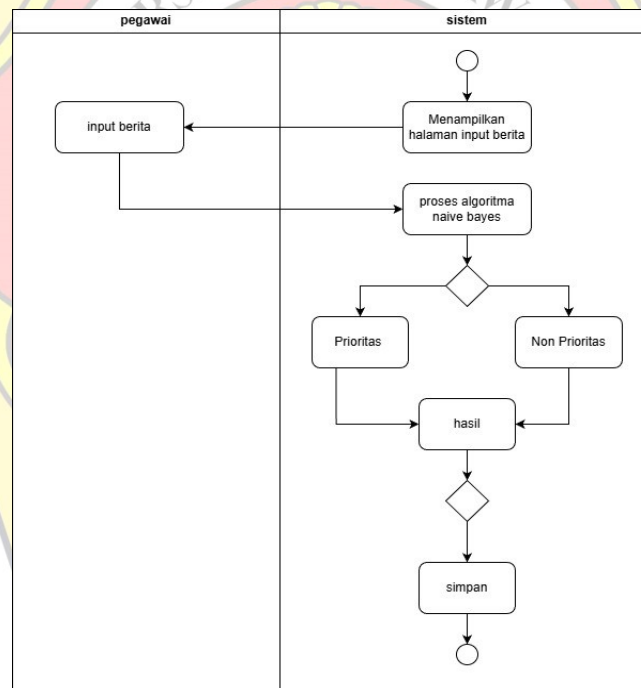 pegawai
sistem
Menampilkan
halaman input berita
input berita
proses algoritma
naive bayes
Prioritas
Non Prioritas
hasil
simpan